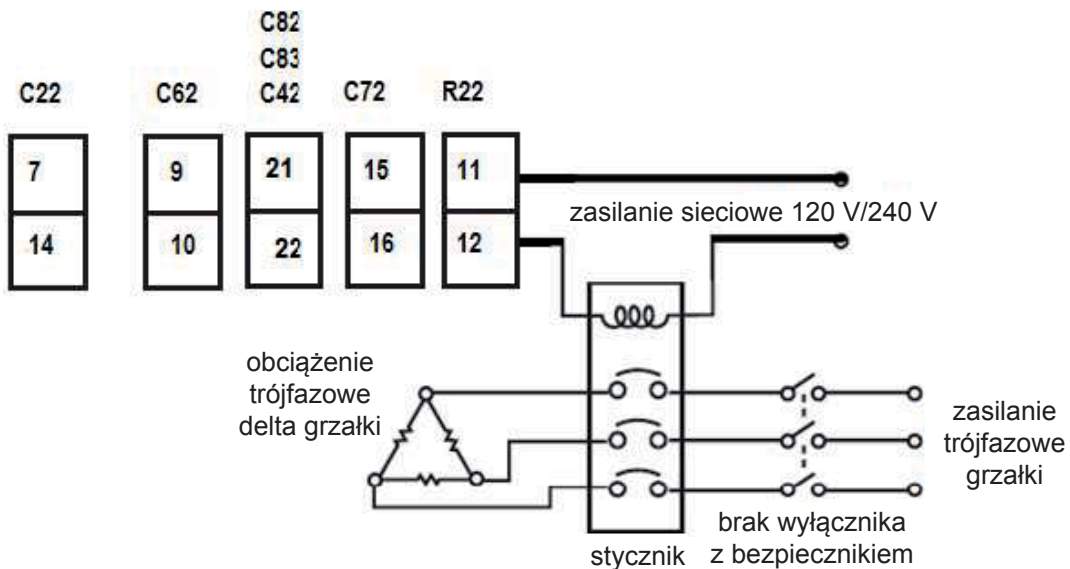 C82
C83
C22 C62 C42 C72 R22
7 9 21 15 11
14 10 22 16 12
zasilanie sieciowe 120 V/240 V
obciążenie
trójfazowe
delta grzałki
zasilanie
trójfazowe
grzałki
stycznik
brak wyłącznika
z bezpiecznikiem